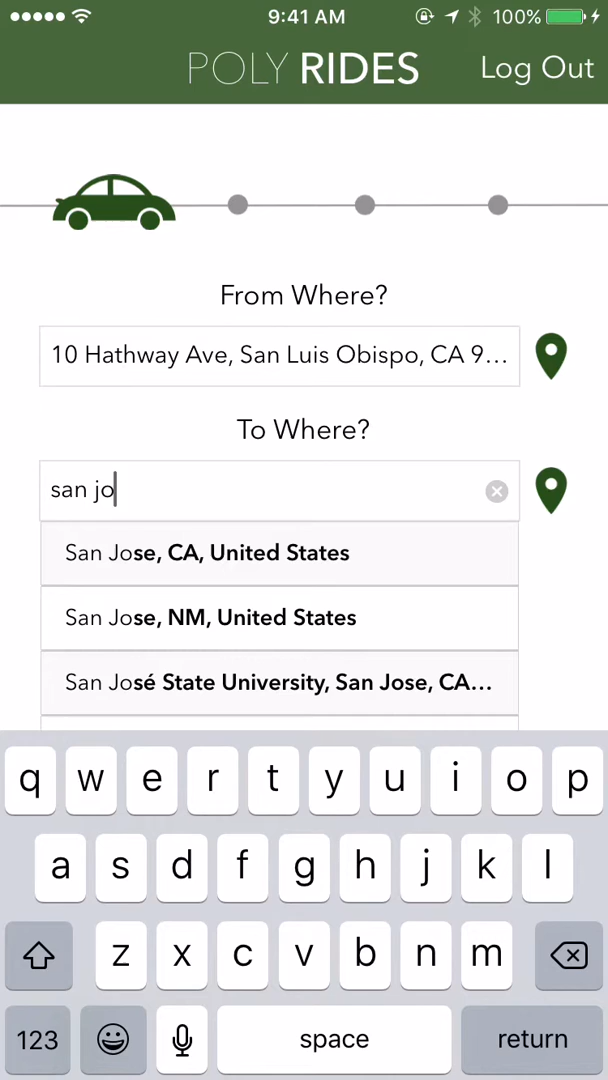 9:41 AM 100%
POLY RIDES Log Out
From Where?
10 Hathway Ave, San Luis Obispo, CA 9...
To Where?
san jo
San Jose, CA, United States
San Jose, NM, United States
San José State University, San Jose, CA...
q w e r t y u i o p
a s d f g h j k l
z x c v b n m
123 space return